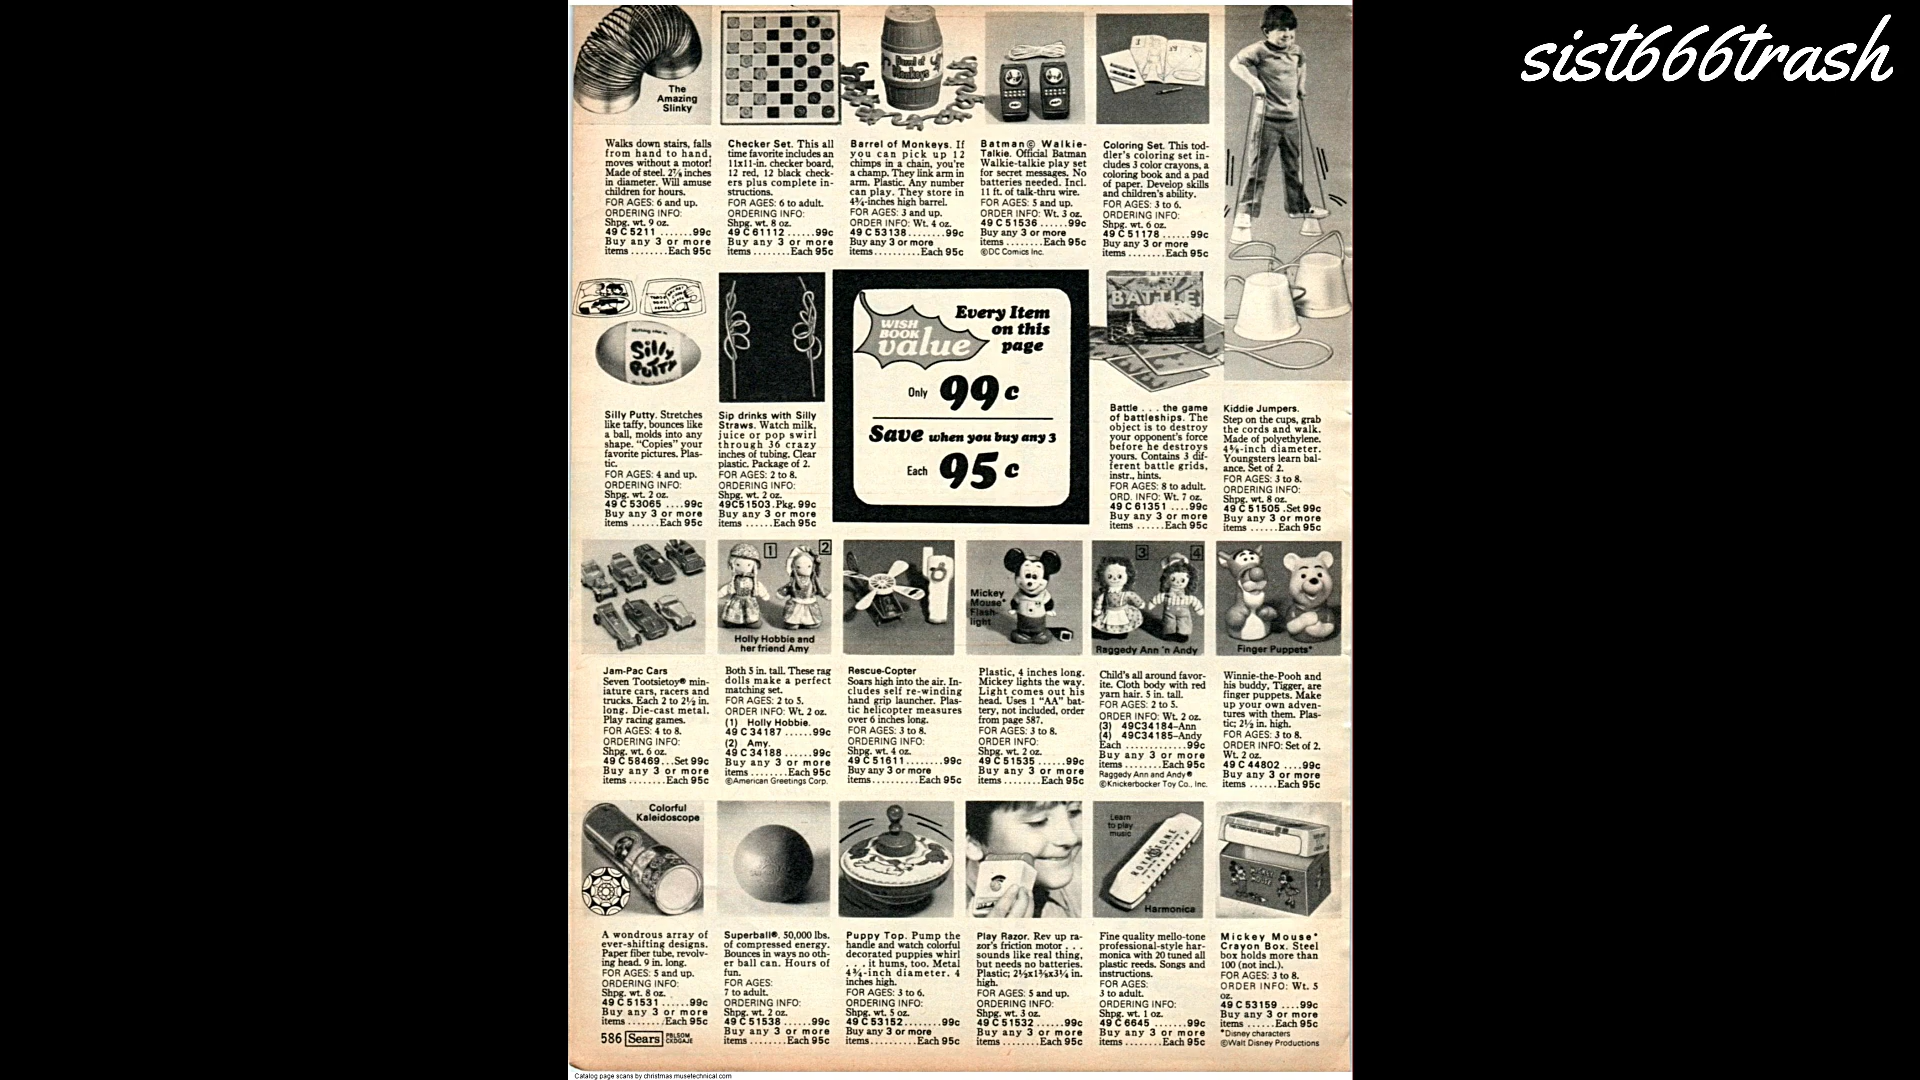 sist666trash
The
Amazing
Slinky
Barrel of
Monkeys
Walks down stairs, falls
from hand to hand,
moves without a motor!
Made of steel. 2⅞ inches
in diameter. Will amuse
children for hours.
FOR AGES: 6 and up.
ORDERING INFO:
Shpg. wt. 9 oz.
49 C 5211 .......99c
Buy any 3 or more
items ........Each 95c
Checker Set. This all
time favorite includes an
11x11-in. checker board,
12 red, 12 black check-
ers plus complete in-
structions.
FOR AGES: 6 to adult.
ORDERING INFO:
Shpg. wt. 8 oz.
49 C 61112 ......99c
Buy any 3 or more
items ........Each 95c
Barrel of Monkeys. If
you can pick up 12
chimps in a chain, you're
a champ. They link arm in
arm. Plastic. Any number
can play. They store in
4¾-inches high barrel.
FOR AGES: 3 and up.
ORDER INFO: Wt. 4 oz.
49 C 53138........99c
Buy any 3 or more
items.........Each 95c
Batman© Walkie-
Talkie. Official Batman
Walkie-talkie play set
for secret messages. No
batteries needed. Incl.
11 ft. of talk-thru wire.
FOR AGES: 5 and up.
ORDER INFO: Wt. 3 oz.
49 C 51536 .....99c
Buy any 3 or more
items ........Each 95c
©DC Comics Inc.
Coloring Set. This tod-
dler's coloring set in-
cludes 3 color crayons, a
coloring book and a pad
of paper. Develop skills
and children's ability.
FOR AGES: 3 to 6.
ORDERING INFO:
Shpg. wt. 6 oz.
49 C 51178 ......99c
Buy any 3 or more
items ........Each 95c
Silly
Putty
WISH
BOOK
value
Every Item
on this
page
Only 99c
Save when you buy any 3
Each 95c
BATTLE
Silly Putty. Stretches
like taffy, bounces like
a ball, molds into any
shape. "Copies" your
favorite pictures. Plas-
tic.
FOR AGES: 4 and up.
ORDERING INFO:
Shpg. wt. 2 oz.
49 C 53065 ....99c
Buy any 3 or more
items ......Each 95c
Sip drinks with Silly
Straws. Watch milk,
juice or pop swirl
through 36 crazy
inches of tubing. Clear
plastic. Package of 2.
FOR AGES: 2 to 8.
ORDERING INFO:
Shpg. wt. 2 oz.
49C51503.Pkg. 99c
Buy any 3 or more
items .......Each 95c
Battle . . . the game
of battleships. The
object is to destroy
your opponent's force
before he destroys
yours. Contains 3 dif-
ferent battle grids,
instr., hints.
FOR AGES: 8 to adult.
ORD. INFO: Wt. 7 oz.
49 C 61351 ....99c
Buy any 3 or more
items ......Each 95c
Kiddie Jumpers.
Step on the cups, grab
the cords and walk.
Made of polyethylene.
4⅝-inch diameter.
Youngsters learn bal-
ance. Set of 2.
FOR AGES: 3 to 8.
ORDERING INFO:
Shpg. wt. 8 oz.
49 C 51505 .Set 99c
Buy any 3 or more
items ......Each 95c
1 2
Holly Hobbie and
her friend Amy
Mickey
Mouse*
Flash-
light
3 4
Raggedy Ann 'n Andy
Finger Puppets*
Jam-Pac Cars
Seven Tootsietoy® min-
iature cars, racers and
trucks. Each 2 to 2½ in.
long. Die-cast metal.
Play racing games.
FOR AGES: 4 to 8.
ORDERING INFO:
Shpg. wt. 6 oz.
49 C 58469...Set 99c
Buy any 3 or more
items ........Each 95c
Both 5 in. tall. These rag
dolls make a perfect
matching set.
FOR AGES: 2 to 5.
ORDER INFO: Wt. 2 oz.
(1) Holly Hobbie.
49 C 34187 ......99c
(2) Amy.
49 C 34188 ......99c
Buy any 3 or more
items ........Each 95c
©American Greetings Corp.
Rescue-Copter
Soars high into the air. In-
cludes self re-winding
hand grip launcher. Plas-
tic helicopter measures
over 6 inches long.
FOR AGES: 3 to 8.
ORDERING INFO:
Shpg. wt. 4 oz.
49 C 51611........99c
Buy any 3 or more
items.........Each 95c
Plastic, 4 inches long.
Mickey lights the way.
Light comes out his
head. Uses 1 "AA" bat-
tery, not included, order
from page 587.
FOR AGES: 3 to 8.
ORDERING INFO:
Shpg. wt. 2 oz.
49 C 51535 ......99c
Buy any 3 or more
items ........Each 95c
Child's all around favor-
ite. Cloth body with red
yarn hair. 5 in. tall.
FOR AGES: 2 to 5.
ORDER INFO: Wt. 2 oz.
(3) 49C34184–Ann
(4) 49C34185–Andy
Each .............99c
Buy any 3 or more
items ........Each 95c
Raggedy Ann and Andy®
©Knickerbocker Toy Co., Inc.
Winnie-the-Pooh and
his buddy, Tigger, are
finger puppets. Make
up your own adven-
tures with them. Plas-
tic; 2½ in. high.
FOR AGES: 3 to 8.
ORDER INFO: Set of 2.
Wt. 2 oz.
49 C 44802 ....99c
Buy any 3 or more
items ......Each 95c
Colorful
Kaleidoscope
Learn
to play
music
ROYALTONE
Harmonica
A wondrous array of
ever-shifting designs.
Paper fiber tube, revolv-
ing head. 9 in. long.
FOR AGES: 5 and up.
ORDERING INFO:
Shpg. wt. 8 oz.
49 C 51531 ......99c
Buy any 3 or more
items ........Each 95c
Superball®. 50,000 lbs.
of compressed energy.
Bounces in ways no oth-
er ball can. Hours of
fun.
FOR AGES:
7 to adult.
ORDERING INFO:
Shpg. wt. 2 oz.
49 C 51538 ......99c
Buy any 3 or more
items ........Each 95c
Puppy Top. Pump the
handle and watch colorful
decorated puppies whirl
. . . it hums, too. Metal
4¾-inch diameter. 4
inches high.
FOR AGES: 3 to 6.
ORDERING INFO:
Shpg. wt. 5 oz.
49 C 53152........99c
Buy any 3 or more
items.........Each 95c
Play Razor. Rev up ra-
zor's friction motor . . .
sounds like real thing,
but needs no batteries.
Plastic; 2½x1⅜x3¼ in.
high.
FOR AGES: 5 and up.
ORDERING INFO:
Shpg. wt. 3 oz.
49 C 51532 ......99c
Buy any 3 or more
items ........Each 95c
Fine quality mello-tone
professional-style har-
monica with 20 tuned all
plastic reeds. Songs and
instructions.
FOR AGES:
3 to adult.
ORDERING INFO:
Shpg. wt. 1 oz.
49 C 6645 .......99c
Buy any 3 or more
items ........Each 95c
Mickey Mouse*
Crayon Box. Steel
box holds more than
100 (not incl.).
FOR AGES: 3 to 8.
ORDER INFO: Wt. 5
oz.
49 C 53159 ....99c
Buy any 3 or more
items ......Each 95c
*Disney characters
©Walt Disney Productions
586 Sears PBLSOM
CKDGAJE
Catalog page scans by christmas.musetechnical.com